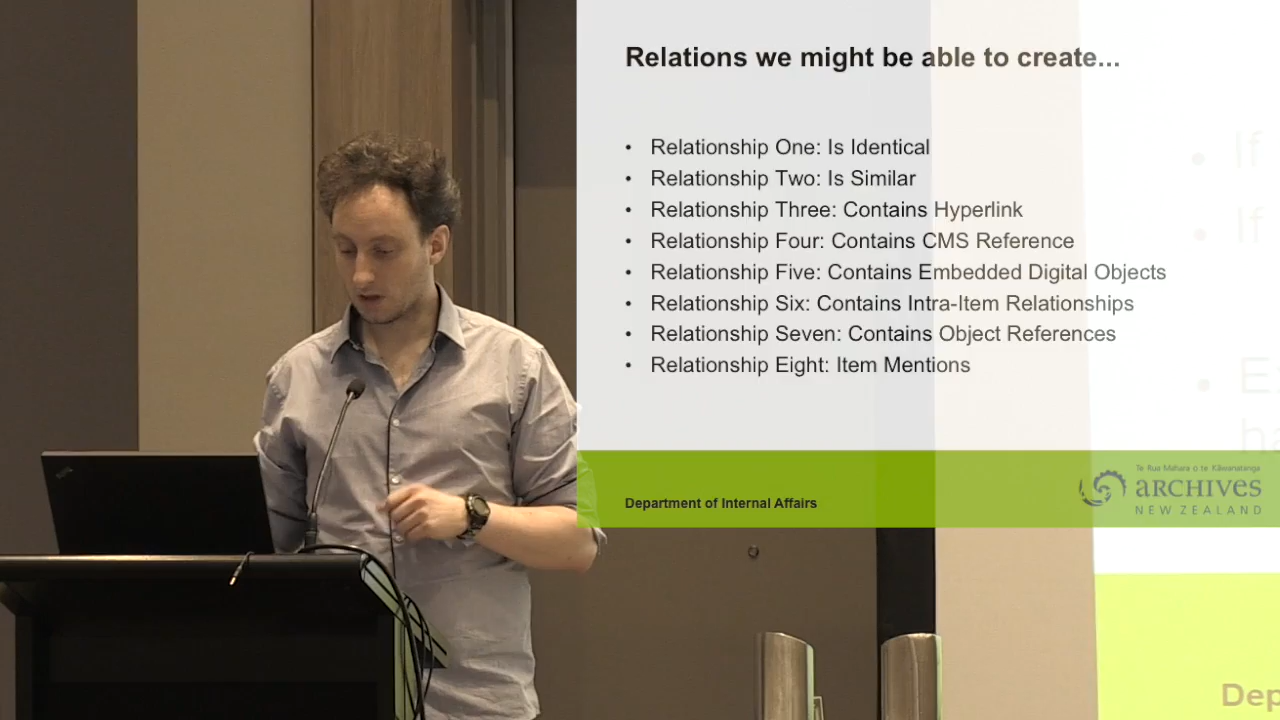 Relations we might be able to create...
• Relationship One: Is Identical
• Relationship Two: Is Similar
• Relationship Three: Contains Hyperlink
• Relationship Four: Contains CMS Reference
• Relationship Five: Contains Embedded Digital Objects
• Relationship Six: Contains Intra-Item Relationships
• Relationship Seven: Contains Object References
• Relationship Eight: Item Mentions
• If
• If
Department of Internal Affairs
Te Rua Mahara o te Kāwanatanga
ARCHIVES
NEW ZEALAND